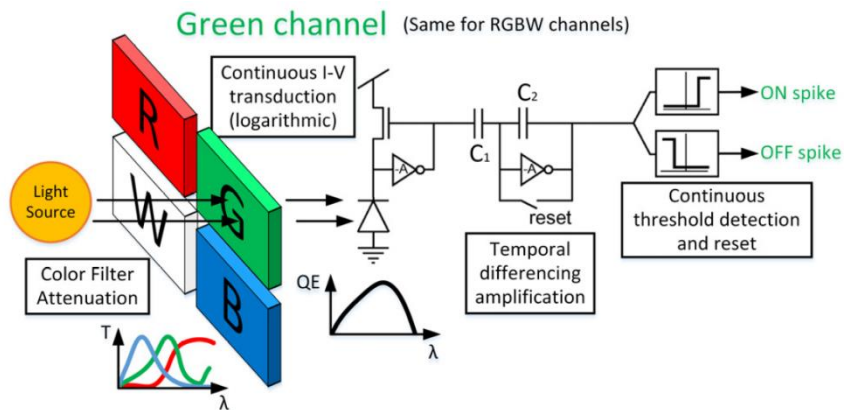 Green channel (Same for RGBW channels)
R
W
G
B
Light
Source
Color Filter
Attenuation
T
λ
Continuous I-V
transduction
(logarithmic)
QE
λ
-A
C1
C2
-A
reset
Temporal
differencing
amplification
ON spike
OFF spike
Continuous
threshold detection
and reset